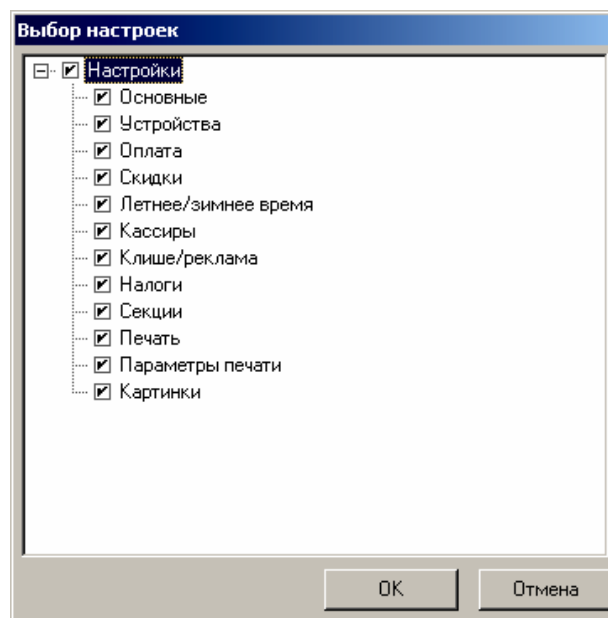 Выбор настроек
Настройки
Основные
Устройства
Оплата
Скидки
Летнее/зимнее время
Кассиры
Клише/реклама
Налоги
Секции
Печать
Параметры печати
Картинки
OK Отмена